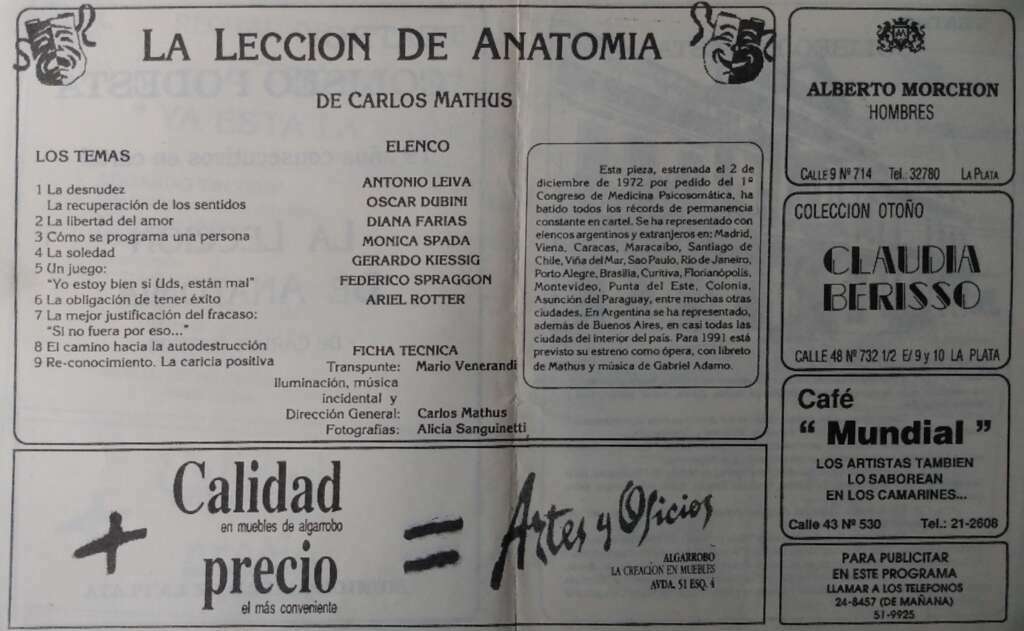 LA LECCION DE ANATOMIA
DE CARLOS MATHUS
LOS TEMAS
1 La desnudez
La recuperación de los sentidos
2 La libertad del amor
3 Cómo se programa una persona
4 La soledad
5 Un juego:
"Yo estoy bien si Uds, están mal"
6 La obligación de tener éxito
7 La mejor justificación del fracaso:
"Si no fuera por eso..."
8 El camino hacia la autodestrucción
9 Re-conocimiento. La caricia positiva
ELENCO
ANTONIO LEIVA
OSCAR DUBINI
DIANA FARIAS
MONICA SPADA
GERARDO KIESSIG
FEDERICO SPRAGGON
ARIEL ROTTER
FICHA TECNICA
Transpunte: Mario Venerandi
Iluminación, música
incidental y
Dirección General: Carlos Mathus
Fotografías: Alicia Sanguinetti
Esta pieza, estrenada el 2 de
diciembre de 1972 por pedido del 1º
Congreso de Medicina Psicosomática, ha
batido todos los récords de permanencia
constante en cartel. Se ha representado con
elencos argentinos y extranjeros en: Madrid,
Viena, Caracas, Maracaibo, Santiago de
Chile, Viña del Mar, Sao Paulo, Río de Janeiro,
Porto Alegre, Brasilia, Curitiva, Florianópolis,
Montevideo, Punta del Este, Colonia,
Asunción del Paraguay, entre muchas otras
ciudades. En Argentina se ha representado,
además de Buenos Aires, en casi todas las
ciudads del interior del país. Para 1991 está
previsto su estreno como ópera, con libreto
de Mathus y música de Gabriel Adamo.
ALBERTO MORCHON
HOMBRES
CALLE 9 Nº 714 Tel.: 32780 LA PLATA
COLECCION OTOÑO
CLAUDIA
BERISSO
CALLE 48 Nº 732 1/2 E/ 9 y 10 LA PLATA
Café
" Mundial "
LOS ARTISTAS TAMBIEN
LO SABOREAN
EN LOS CAMARINES...
Calle 43 Nº 530 Tel.: 21-2608
PARA PUBLICITAR
EN ESTE PROGRAMA
LLAMAR A LOS TELEFONOS
24-8457 (DE MAÑANA)
51-9925
+ Calidad
en muebles de algarrobo
precio
el más conveniente
= Artes y Oficios
ALGARROBO
LA CREACION EN MUEBLES
AVDA. 51 ESQ. 4